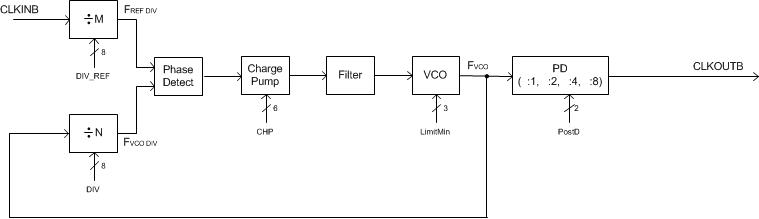 CLKINB
÷M
FREF DIV
8
DIV_REF
Phase
Detect
Charge
Pump
6
CHP
Filter
VCO
3
LimitMin
FVCO
PD
( :1, :2, :4, :8)
2
PostD
CLKOUTB
÷N
FVCO DIV
8
DIV